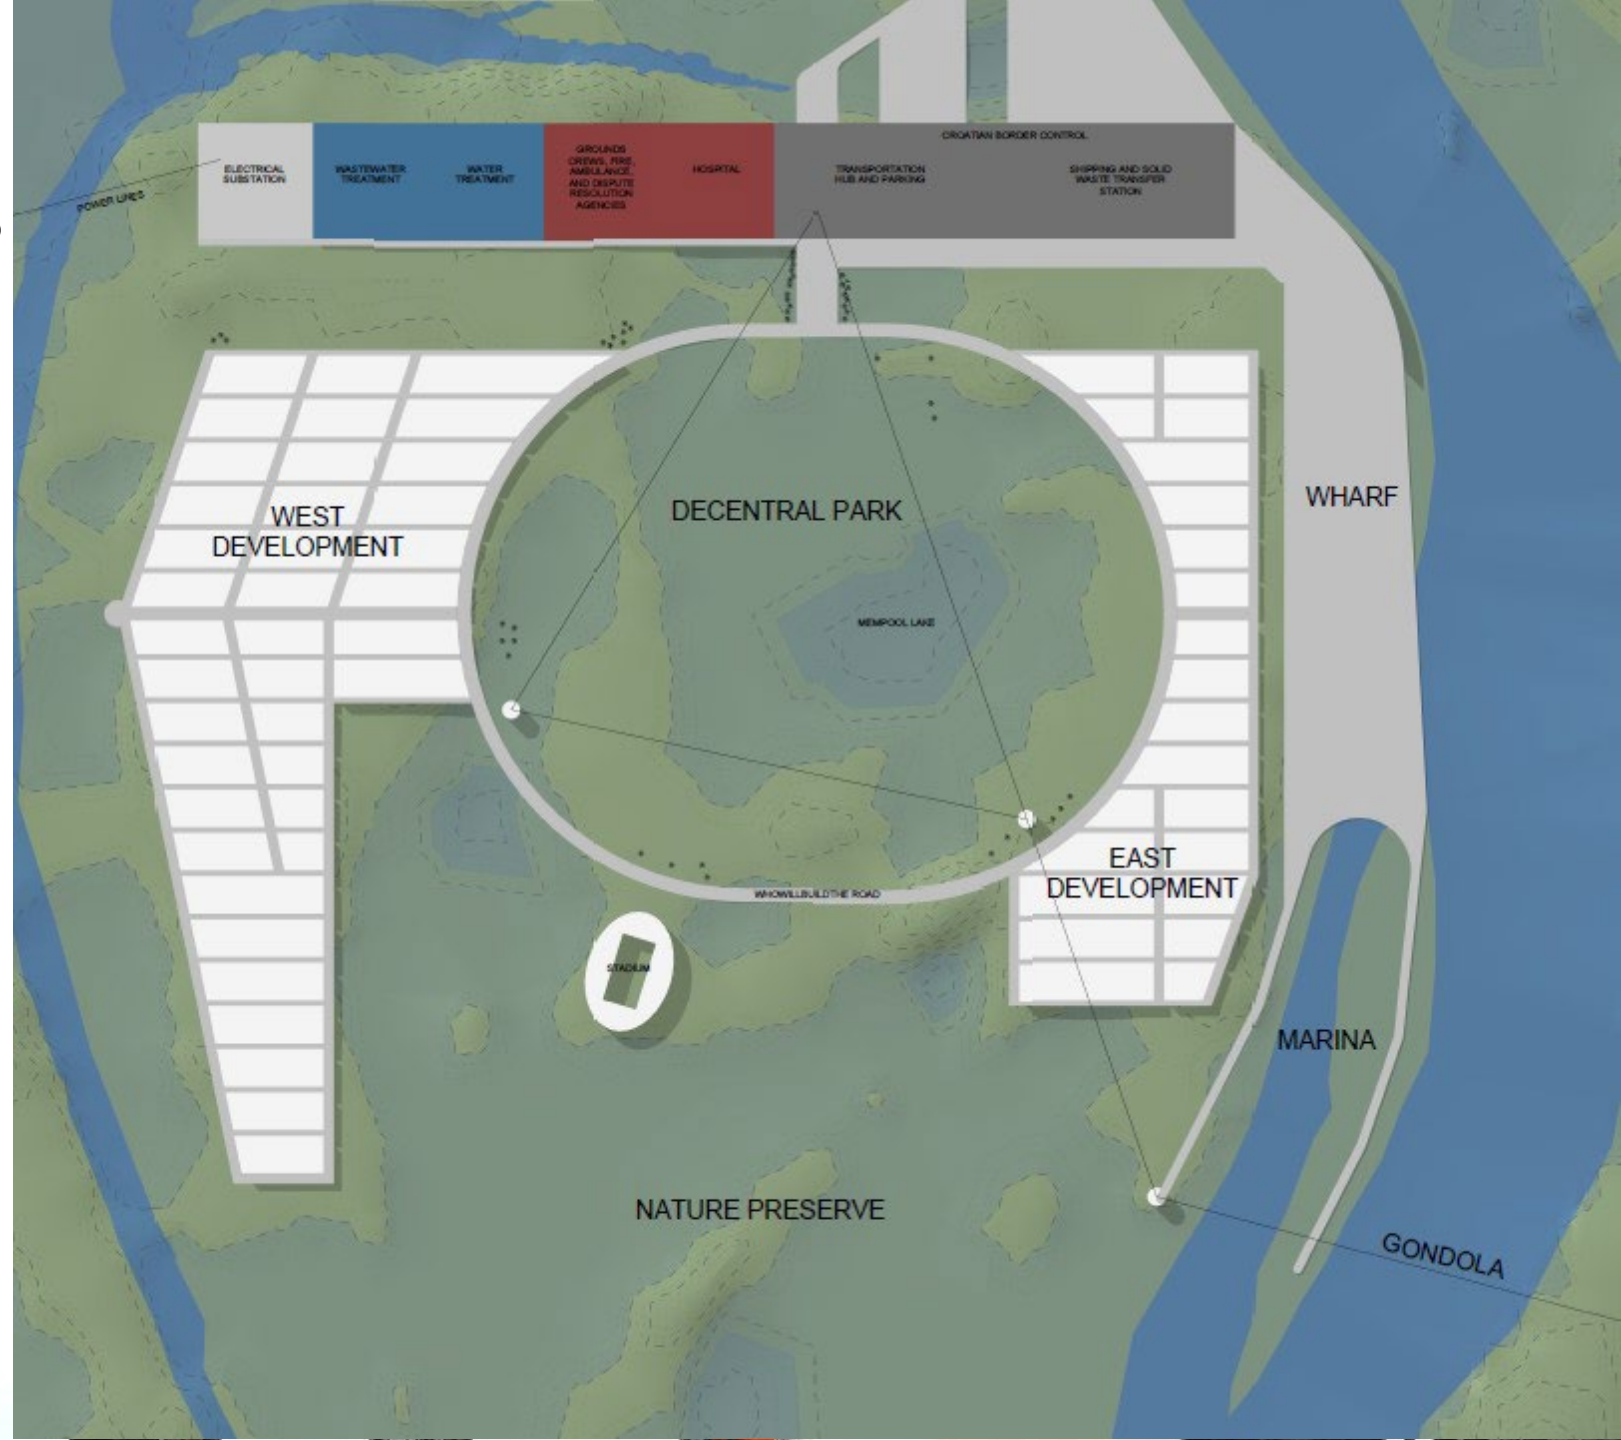 CROATIAN BORDER CONTROL
ELECTRICAL
SUBSTATION
WASTEWATER
TREATMENT
WATER
TREATMENT
GROUNDS
CREWS, FIRE,
AMBULANCE,
AND DISPUTE
RESOLUTION
AGENCIES
HOSPITAL
TRANSPORTATION
HUB AND PARKING
SHIPPING AND SOLID
WASTE TRANSFER
STATION
POWER LINES
WEST
DEVELOPMENT
DECENTRAL PARK
WHARF
MEMPOOL LAKE
EAST
DEVELOPMENT
WHOWILLBUILDTHE ROAD
STADIUM
MARINA
NATURE PRESERVE
GONDOLA